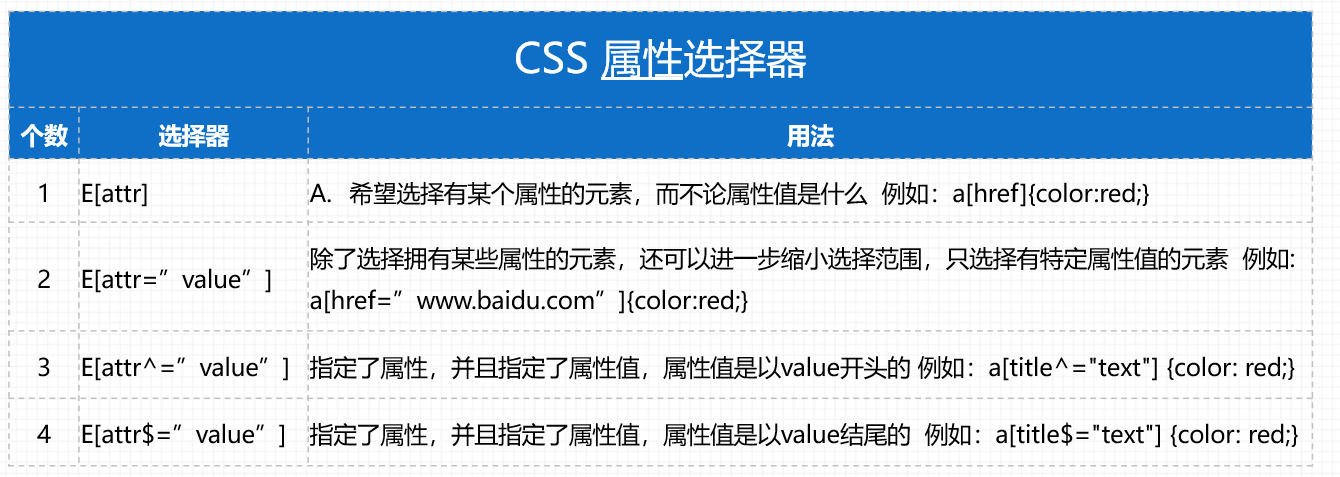 CSS 属性选择器
个数 选择器 用法
1 E[attr] A. 希望选择有某个属性的元素，而不论属性值是什么 例如：a[href]{color:red;}
2 E[attr=”value”] 除了选择拥有某些属性的元素，还可以进一步缩小选择范围，只选择有特定属性值的元素 例如:
a[href=”www.baidu.com”]{color:red;}
3 E[attr^=”value”] 指定了属性，并且指定了属性值，属性值是以value开头的 例如：a[title^="text"] {color: red;}
4 E[attr$=”value”] 指定了属性，并且指定了属性值，属性值是以value结尾的 例如：a[title$="text"] {color: red;}